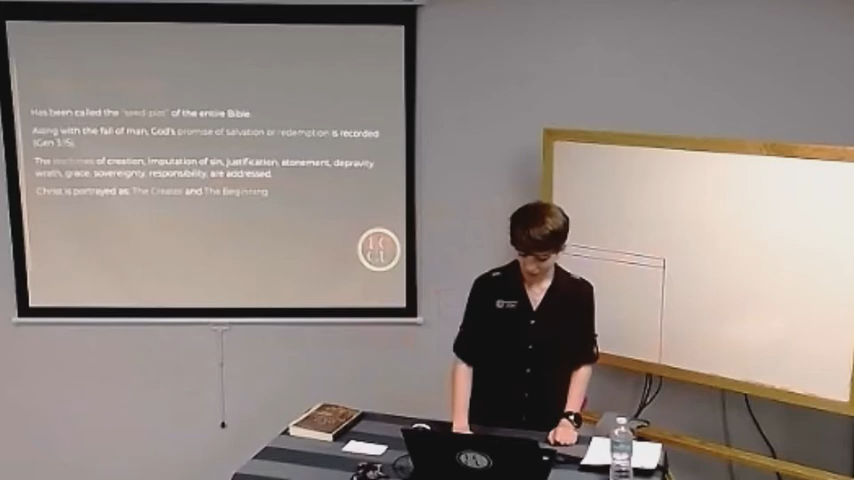 Has been called the "seed-plot" of the entire Bible.
Along with the fall of man, God's promise of salvation or redemption is recorded
(Gen 3:15).
The doctrines of creation, imputation of sin, justification, atonement, depravity
wrath, grace, sovereignty, responsibility, are addressed.
Christ is portrayed as: The Creator and The Beginning